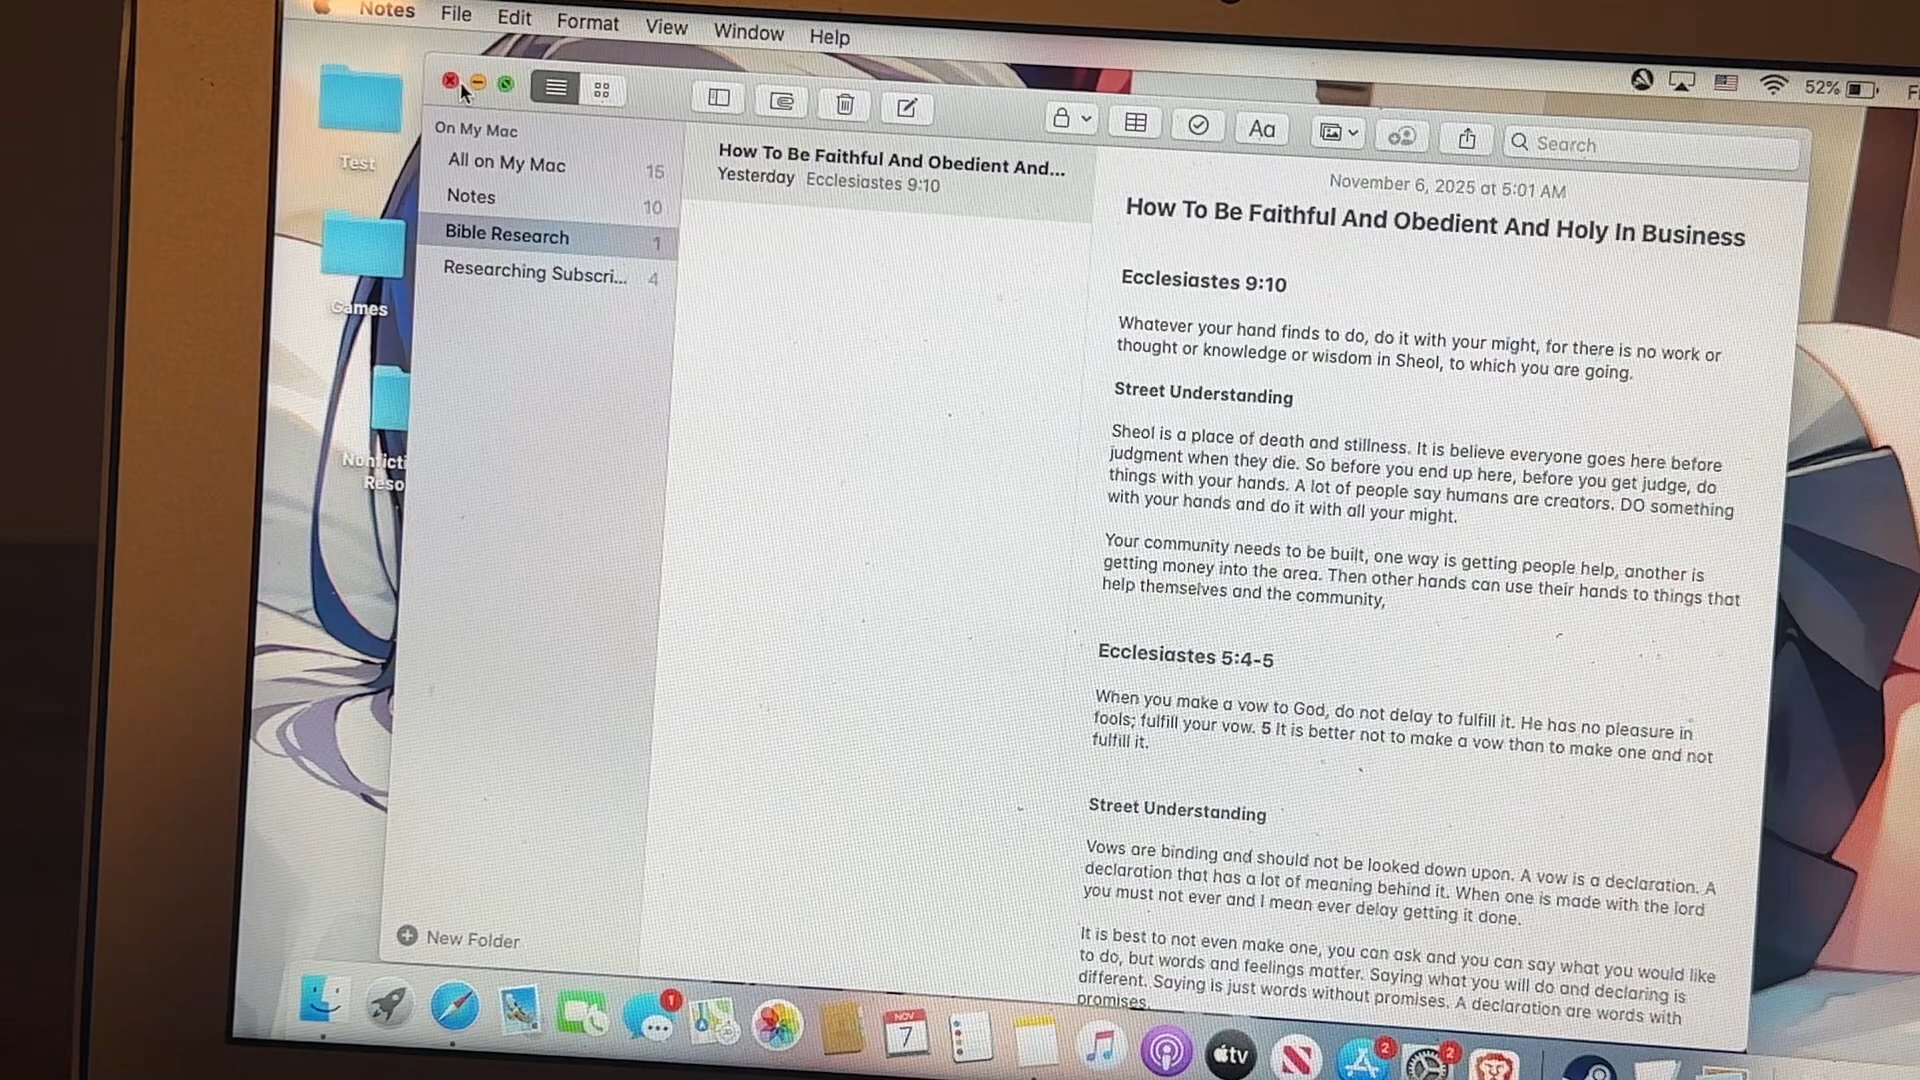 Notes File Edit Format View Window Help
52%
Test
Games
Reso
On My Mac
All on My Mac 15
Notes 10
Bible Research 1
Researching Subscri... 4
New Folder
How To Be Faithful And Obedient And...
Yesterday Ecclesiastes 9:10
Search
November 6, 2025 at 5:01 AM
How To Be Faithful And Obedient And Holy In Business
Ecclesiastes 9:10
Whatever your hand finds to do, do it with your might, for there is no work or
thought or knowledge or wisdom in Sheol, to which you are going.
Street Understanding
Sheol is a place of death and stillness. It is believe everyone goes here before
judgment when they die. So before you end up here, before you get judge, do
things with your hands. A lot of people say humans are creators. DO something
with your hands and do it with all your might.
Your community needs to be built, one way is getting people help, another is
getting money into the area. Then other hands can use their hands to things that
help themselves and the community,
Ecclesiastes 5:4-5
When you make a vow to God, do not delay to fulfill it. He has no pleasure in
fools; fulfill your vow. 5 It is better not to make a vow than to make one and not
fulfill it.
Street Understanding
Vows are binding and should not be looked down upon. A vow is a declaration. A
declaration that has a lot of meaning behind it. When one is made with the lord
you must not ever and I mean ever delay getting it done.
It is best to not even make one, you can ask and you can say what you would like
to do, but words and feelings matter. Saying what you will do and declaring is
different. Saying is just words without promises. A declaration are words with
promises.
Aa
1
NOV
7
tv
2
2